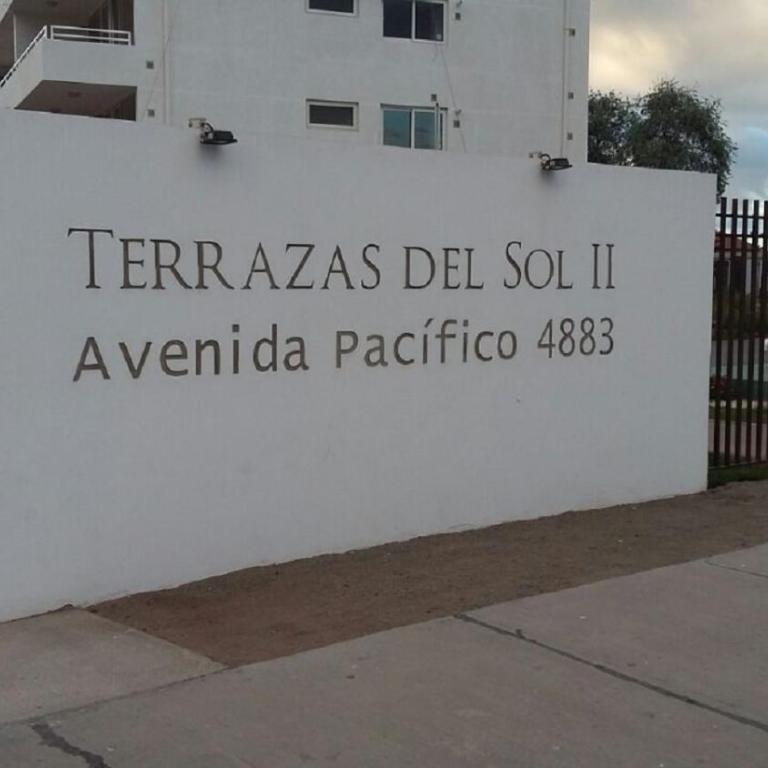 TERRAZAS DEL SOL II
Avenida Pacífico 4883